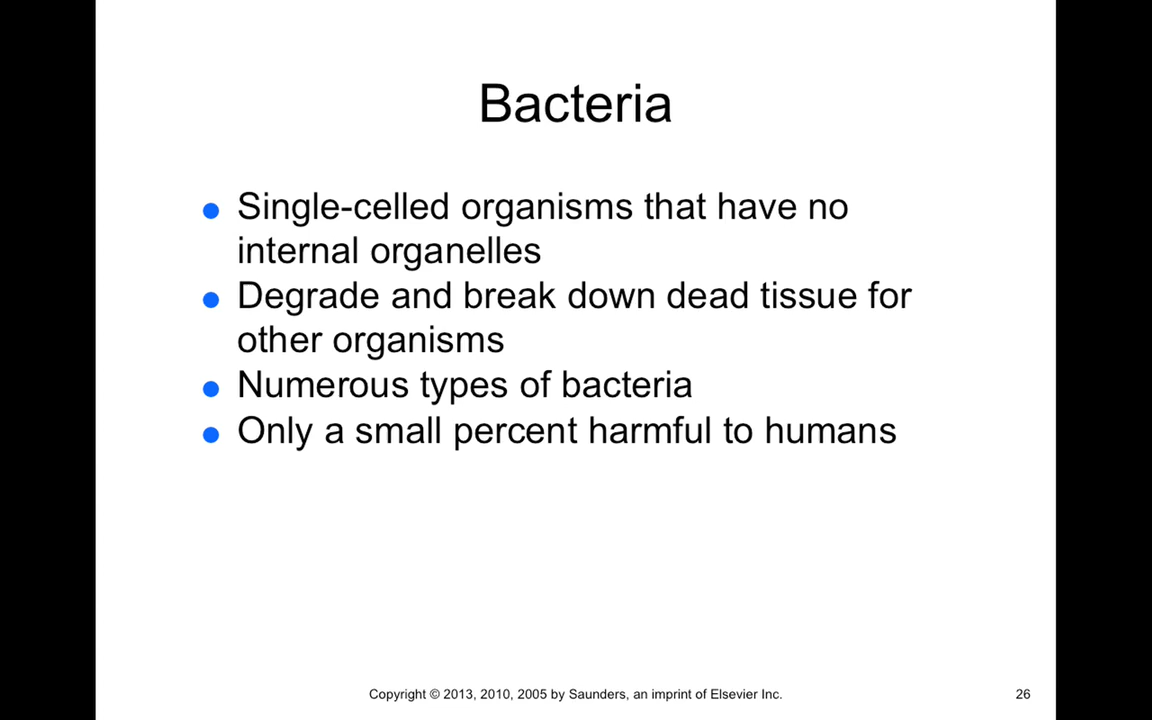 Bacteria
● Single-celled organisms that have no
internal organelles
● Degrade and break down dead tissue for
other organisms
● Numerous types of bacteria
● Only a small percent harmful to humans
Copyright © 2013, 2010, 2005 by Saunders, an imprint of Elsevier Inc. 26